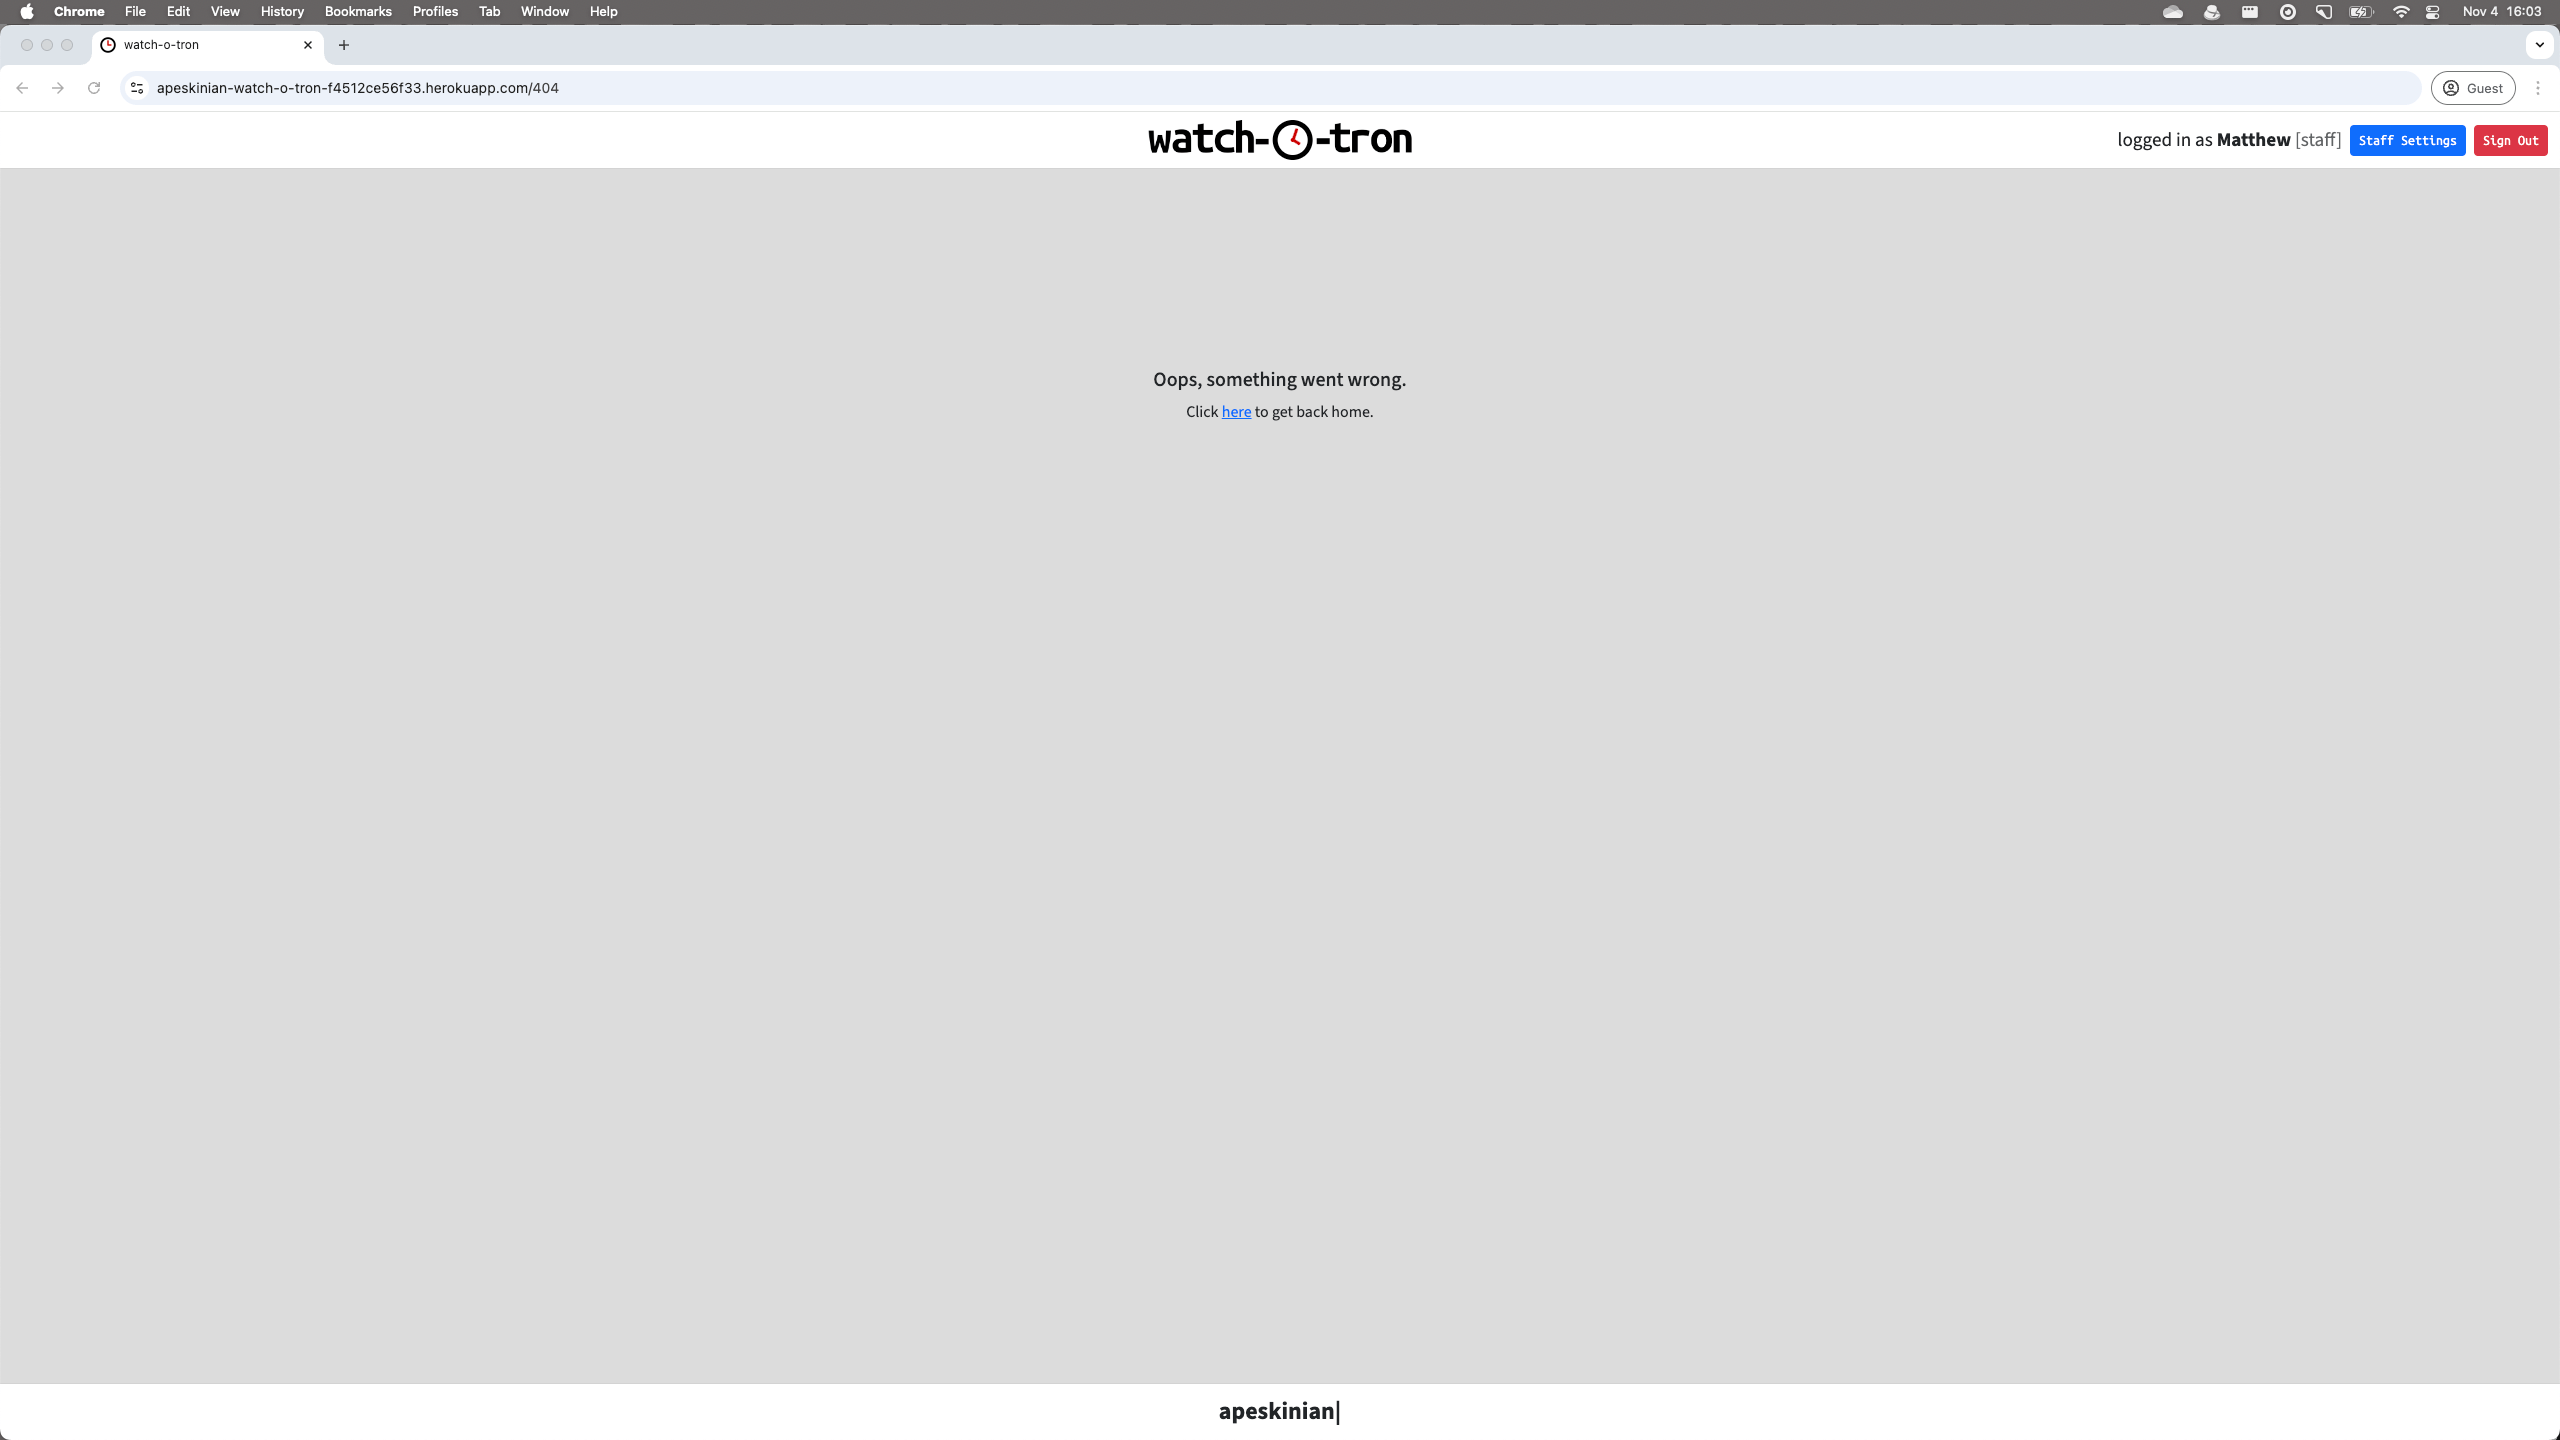 Chrome File Edit View History Bookmarks Profiles Tab Window Help Nov 4 16:03
watch-o-tron
apeskinian-watch-o-tron-f4512ce56f33.herokuapp.com/404 Guest
watch- -tron logged in as Matthew [staff] Staff Settings Sign Out
Oops, something went wrong.
Click here to get back home.
apeskinian|